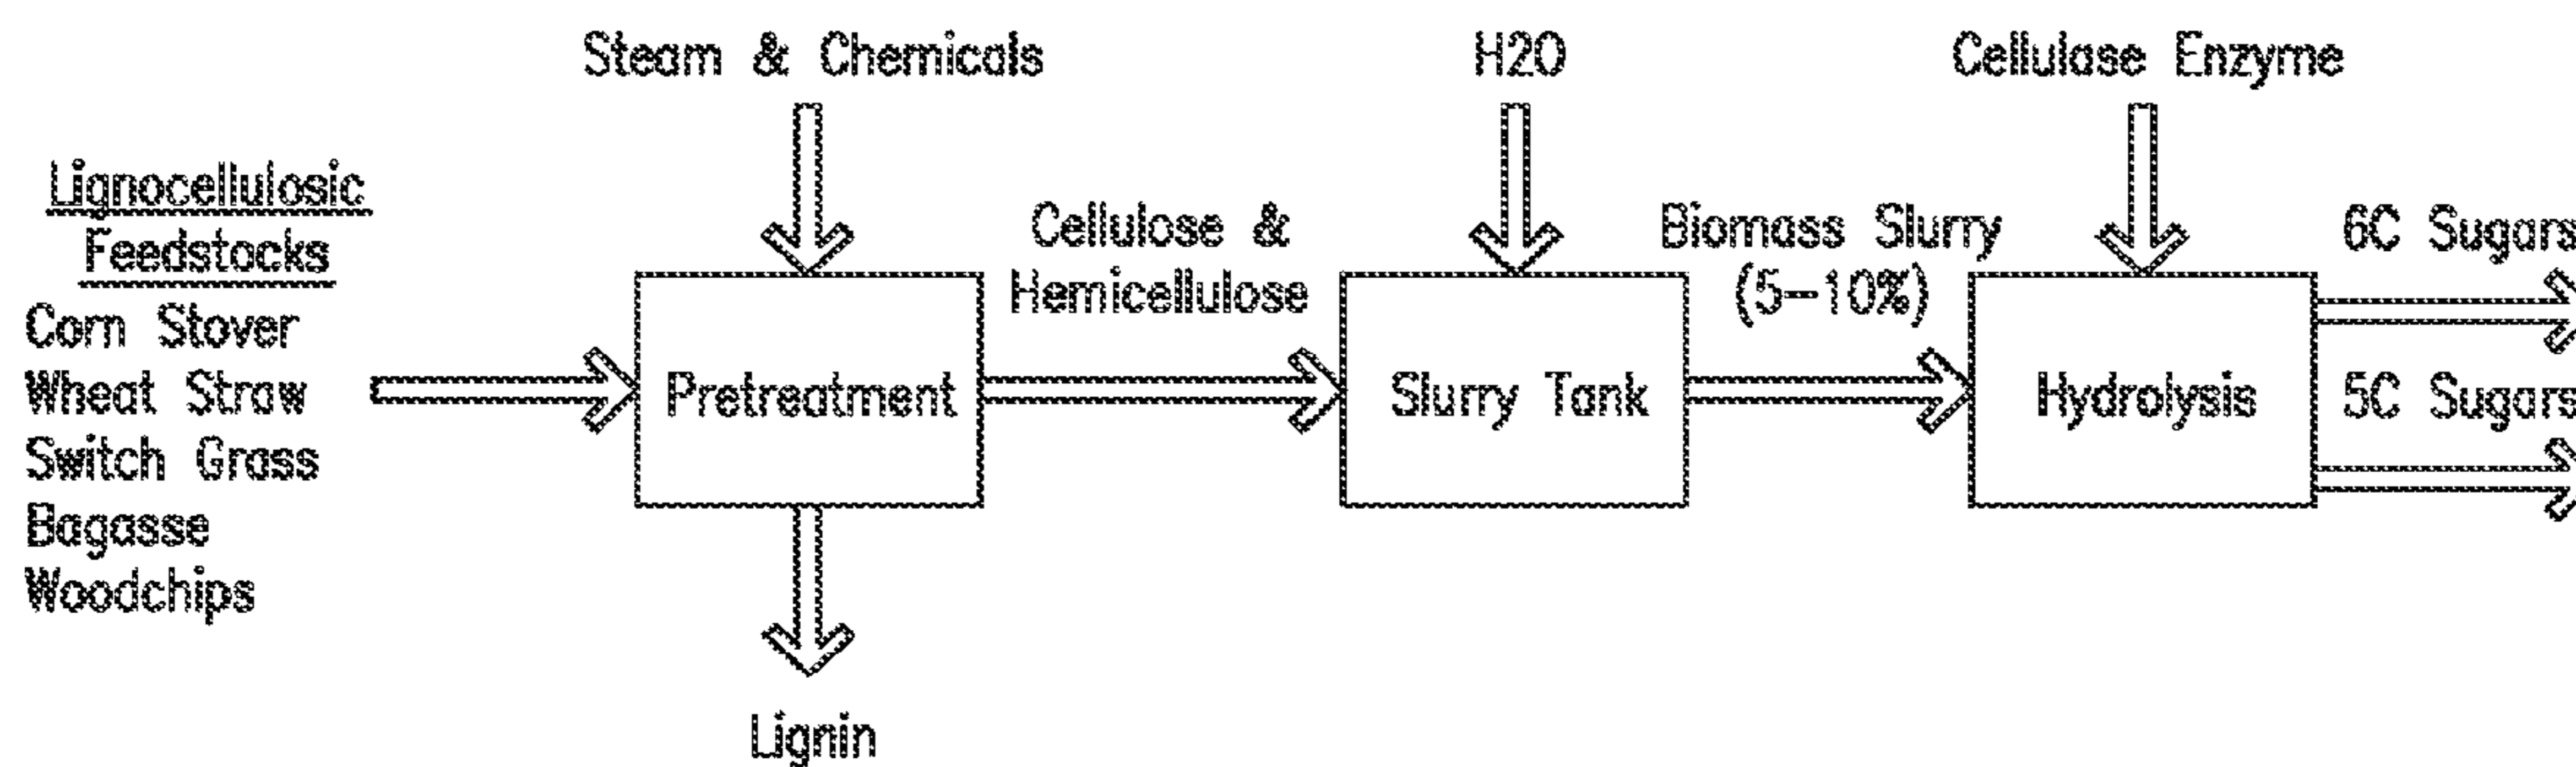 Steam & Chemicals
H2O
Cellulase Enzyme
Lignocellulosic
Feedstocks
Corn Stover
Wheat Straw
Switch Grass
Bagasse
Woodchips
Pretreatment
Cellulose &
Hemicellulose
Slurry Tank
Biomass Slurry
(5-10%)
Hydrolysis
6C Sugars
5C Sugars
Lignin